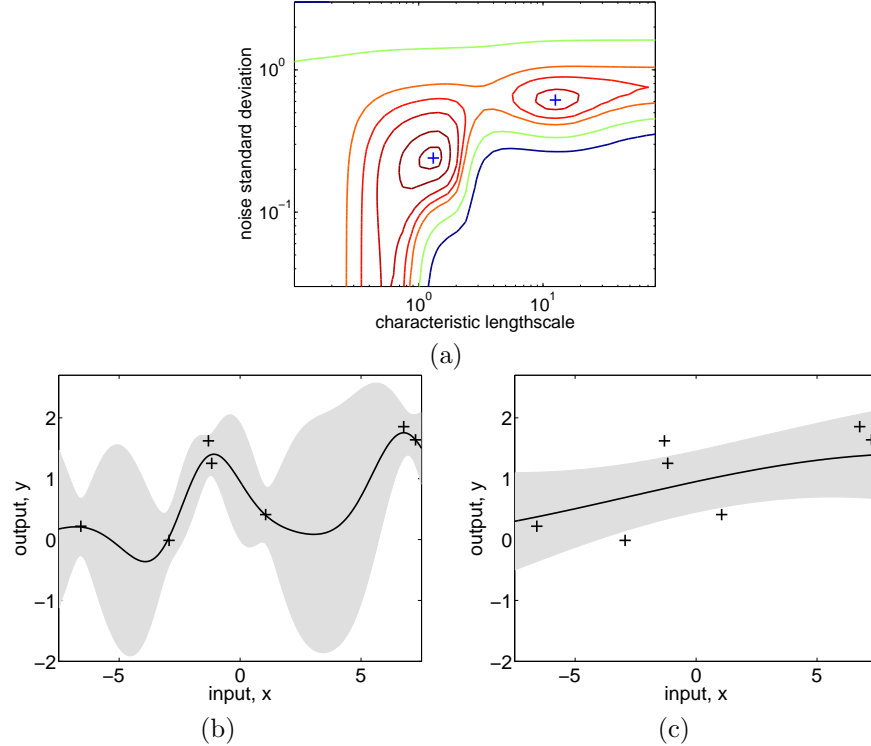 noise standard deviation
10^0
10^{-1}
10^0
10^1
characteristic lengthscale
(a)
output, y
2
1
0
−1
−2
−5
0
5
input, x
(b)
output, y
2
1
0
−1
−2
−5
0
5
input, x
(c)